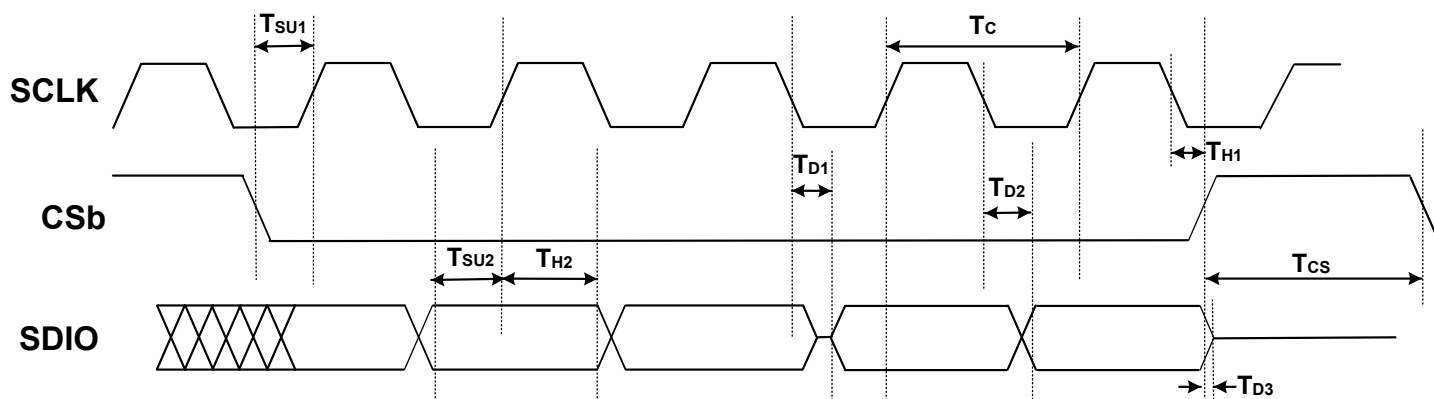 TSU1
TC
SCLK
TD1
TH1
TD2
CSb
TSU2
TH2
TCS
SDIO
TD3